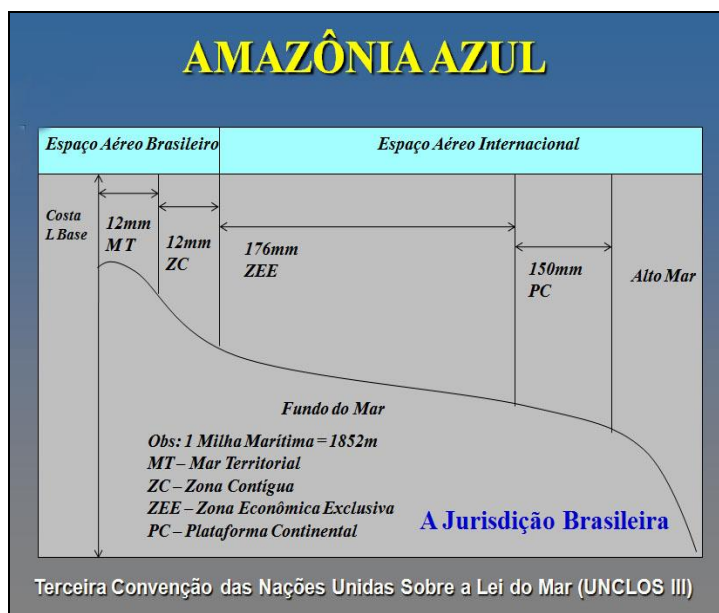 AMAZÔNIA AZUL
Espaço Aéreo Brasileiro
Espaço Aéreo Internacional
Costa
L Base
12mm
M T
12mm
ZC
176mm
ZEE
150mm
PC
Alto Mar
Fundo do Mar
Obs: 1 Milha Marítima = 1852m
MT – Mar Territorial
ZC – Zona Contígua
ZEE – Zona Econômica Exclusiva
PC – Plataforma Continental
A Jurisdição Brasileira
Terceira Convenção das Nações Unidas Sobre a Lei do Mar (UNCLOS III)